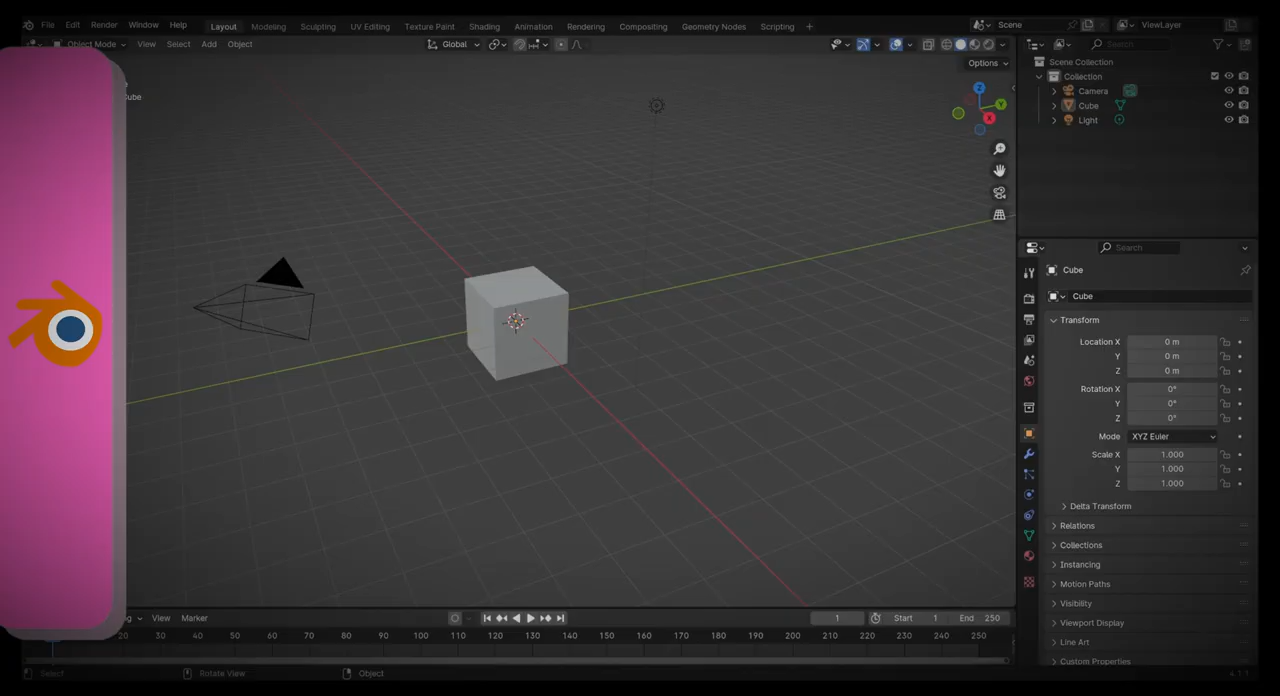 File Edit Render Window Help Layout Modeling Sculpting UV Editing Texture Paint Shading Animation Rendering Compositing Geometry Nodes Scripting + Scene ViewLayer
Object Mode View Select Add Object Global Search
Options
Scene Collection
Collection
Camera
Cube
Light
Z
Y
X
Search
Cube
Cube
Transform
Location X 0 m
Y 0 m
Z 0 m
Rotation X 0°
Y 0°
Z 0°
Mode XYZ Euler
Scale X 1.000
Y 1.000
Z 1.000
Delta Transform
Relations
Collections
Instancing
Motion Paths
Visibility
Viewport Display
Line Art
Custom Properties
View Marker 1 Start 1 End 250
20 30 40 50 60 70 80 90 100 110 120 130 140 150 160 170 180 190 200 210 220 230 240 250
Select Rotate View Object